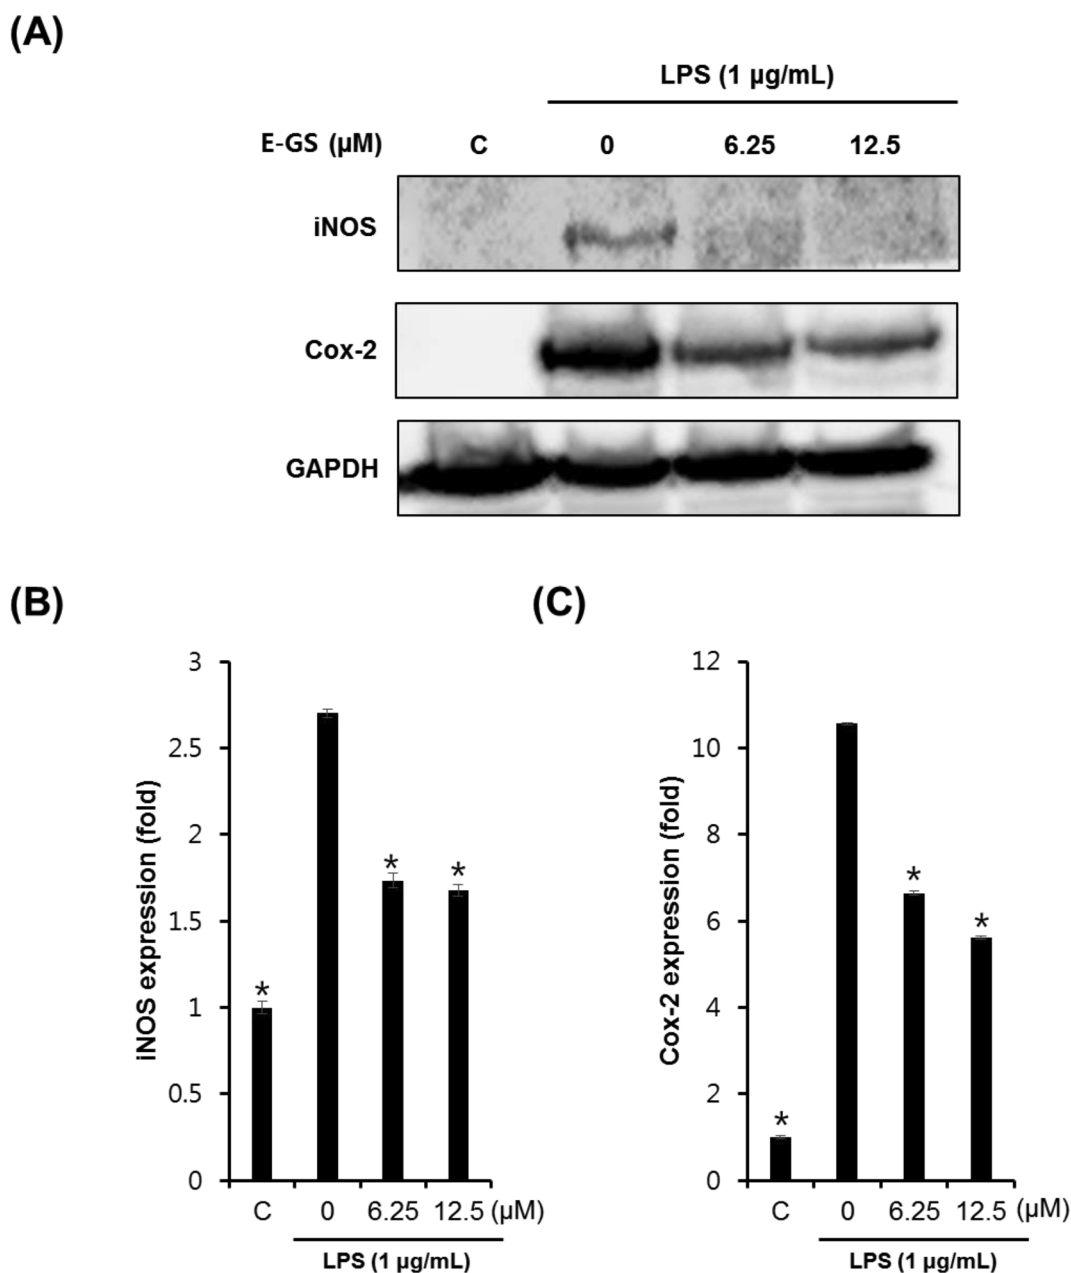 (A)
LPS (1 µg/mL)
E-GS (µM) C 0 6.25 12.5
iNOS
Cox-2
GAPDH
(B)
3
2.5
2
1.5
1
0.5
0
iNOS expression (fold)
* * *
C 0 6.25 12.5 (µM)
LPS (1 µg/mL)
(C)
12
10
8
6
4
2
0
Cox-2 expression (fold)
* * *
C 0 6.25 12.5 (µM)
LPS (1 µg/mL)